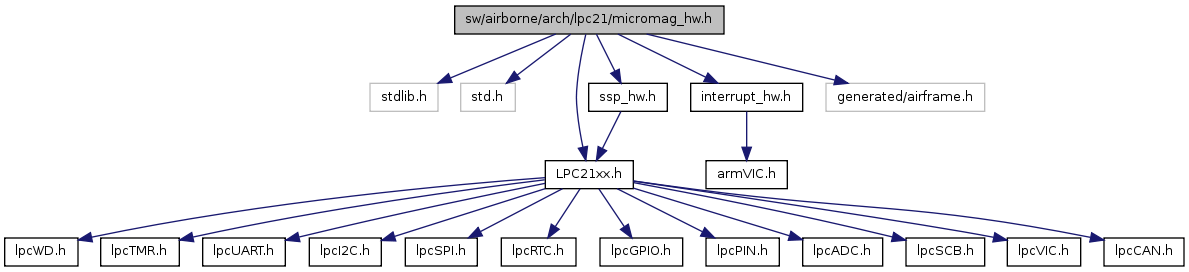 sw/airborne/arch/lpc21/micromag_hw.h
stdlib.h
std.h
ssp_hw.h
interrupt_hw.h
generated/airframe.h
LPC21xx.h
armVIC.h
lpcWD.h
lpcTMR.h
lpcUART.h
lpcI2C.h
lpcSPI.h
lpcRTC.h
lpcGPIO.h
lpcPIN.h
lpcADC.h
lpcSCB.h
lpcVIC.h
lpcCAN.h